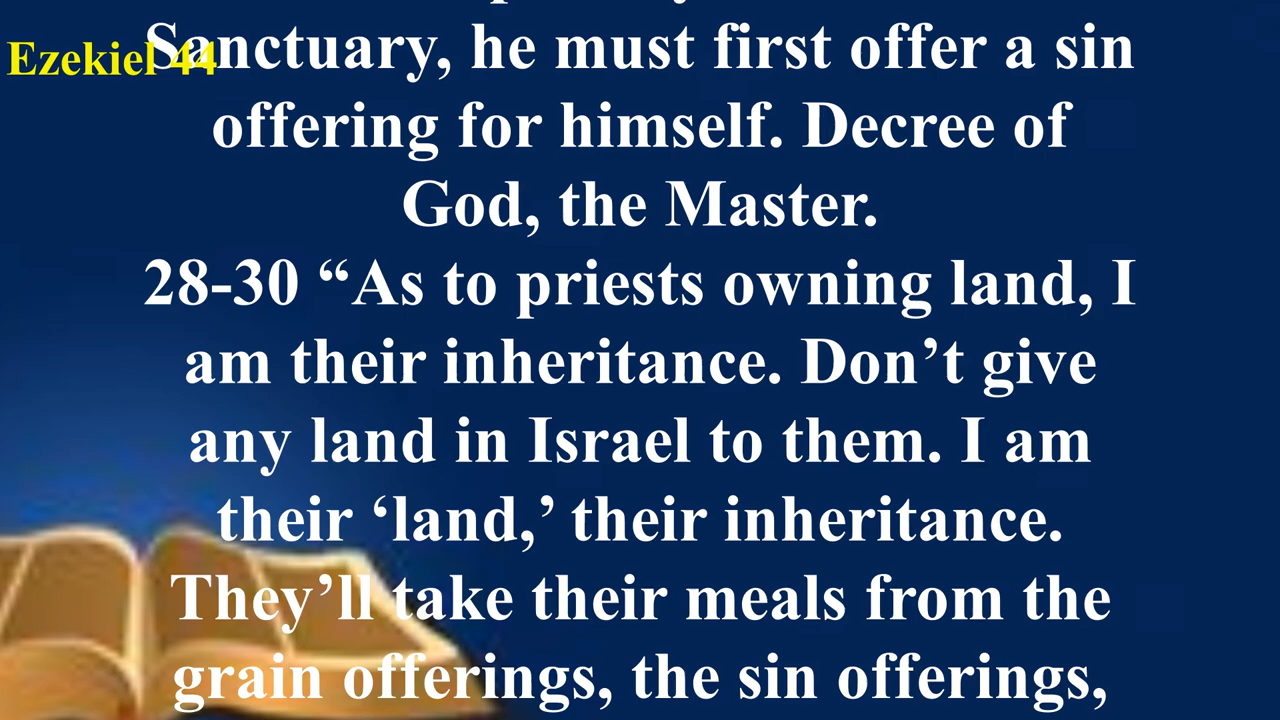 Ezekiel 44
Sanctuary, he must first offer a sin
offering for himself. Decree of
God, the Master.
28-30 “As to priests owning land, I
am their inheritance. Don’t give
any land in Israel to them. I am
their ‘land,’ their inheritance.
They’ll take their meals from the
grain offerings, the sin offerings,